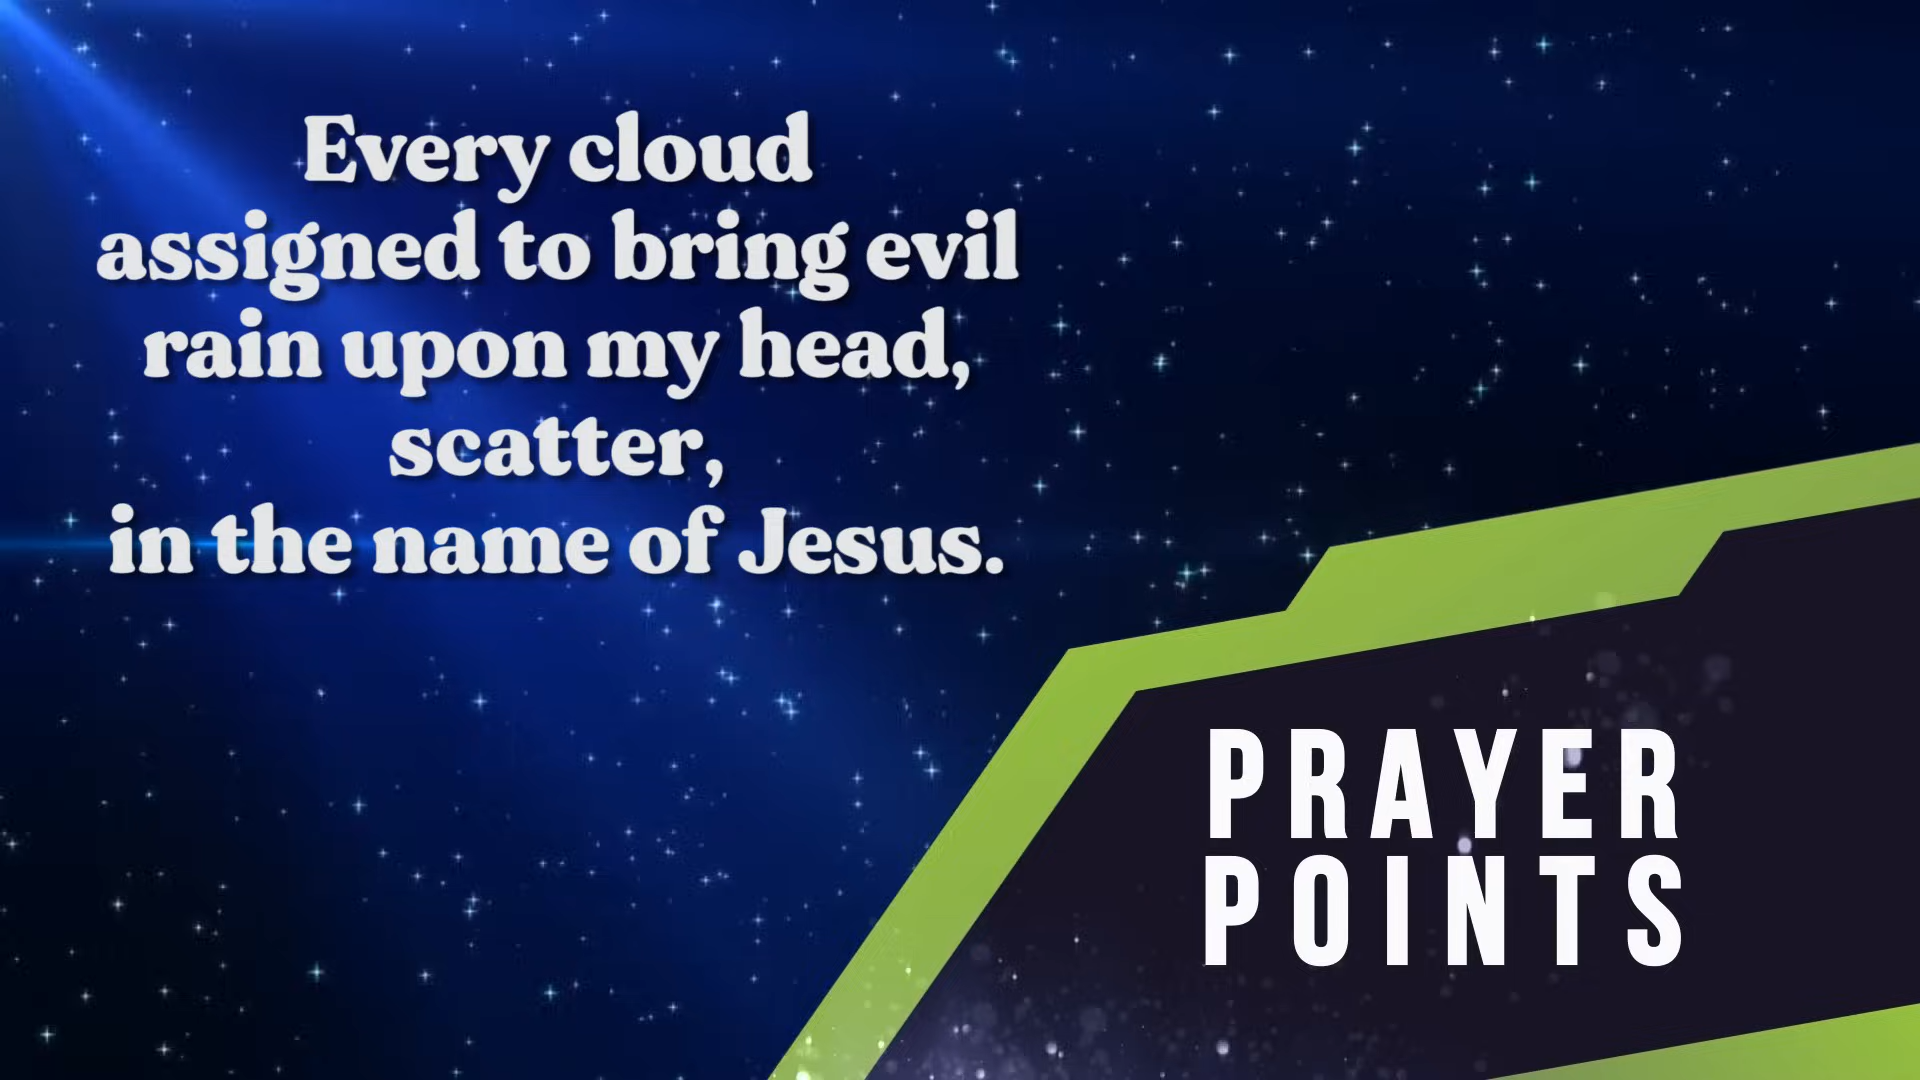 Every cloud
assigned to bring evil
rain upon my head,
scatter,
in the name of Jesus.
PRAYER
POINTS